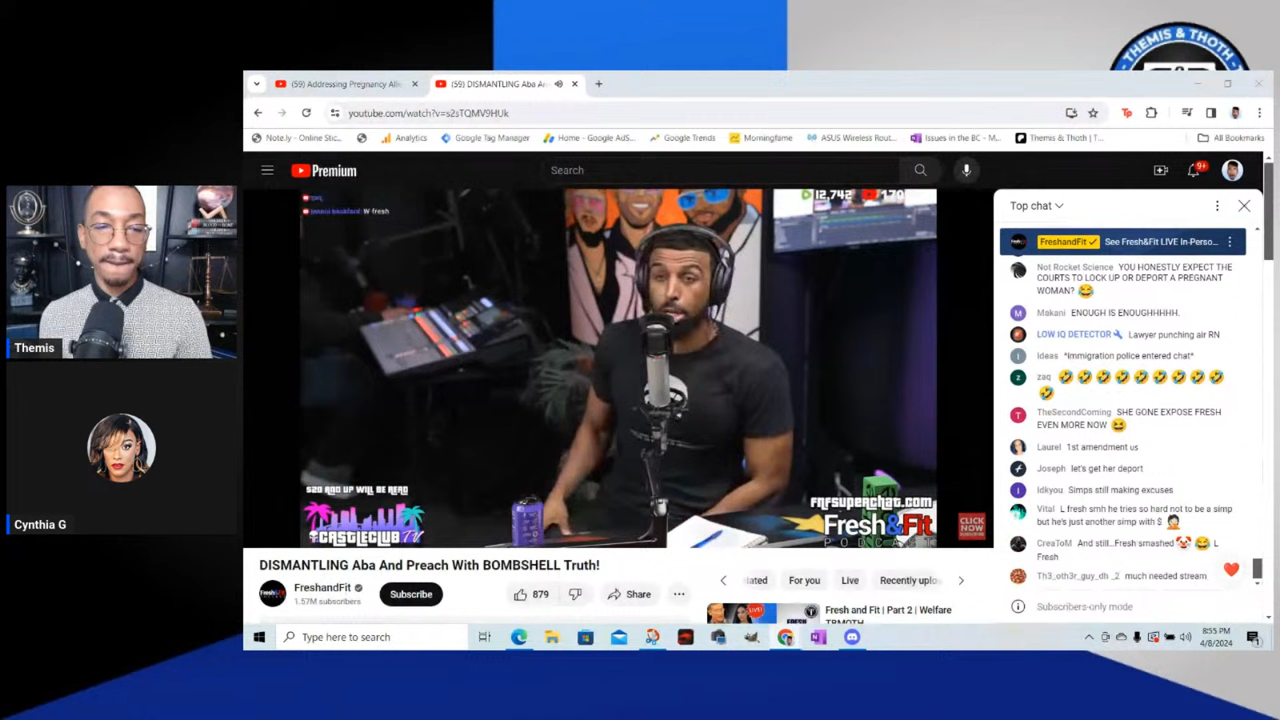 THEMIS & THOTH
(59) Addressing Pregnancy Alle
(59) DISMANTLING Aba An
youtube.com/watch?v=s2sTQMV9HUk
Note.ly - Online Stic...
Analytics
Google Tag Manager
Home - Google AdS...
Google Trends
Morningfame
ASUS Wireless Rout...
Issues in the BC - M...
Themis & Thoth | T...
All Bookmarks
Premium
Search
9+
12,742
W fresh
Top chat
FreshandFit
See Fresh&Fit LIVE In-Perso...
Not Rocket Science YOU HONESTLY EXPECT THE
COURTS TO LOCK UP OR DEPORT A PREGNANT
WOMAN? 😂
Makani ENOUGH IS ENOUGHHHHH.
LOW IQ DETECTOR Lawyer punching air RN
Ideas *Immigration police entered chat*
zaq 🤣🤣🤣🤣🤣🤣🤣🤣🤣
🤣
TheSecondComing SHE GONE EXPOSE FRESH
EVEN MORE NOW 😆
Laurel 1st amendment us
Joseph let's get her deport
Idkyou Simps still making excuses
Vital L fresh smh he tries so hard not to be a simp
but he's just another simp with $
CreaToM And still...Fresh smashed 🤡😂 L
Fresh
Th3_oth3r_guy_dh_2 much needed stream
Subscribers-only mode
Themis
Cynthia G
$20 AND UP WILL BE READ
CASTLECLUB TV
FNFSUPERCHAT.COM
Fresh&Fit
PODCAST
CLICK
NOW
DISMANTLING Aba And Preach With BOMBSHELL Truth!
FreshandFit
1.57M subscribers
Subscribe
879
Share
lated
For you
Live
Recently uplo
Fresh and Fit | Part 2 | Welfare
TBMOTH
Type here to search
8:55 PM
4/8/2024